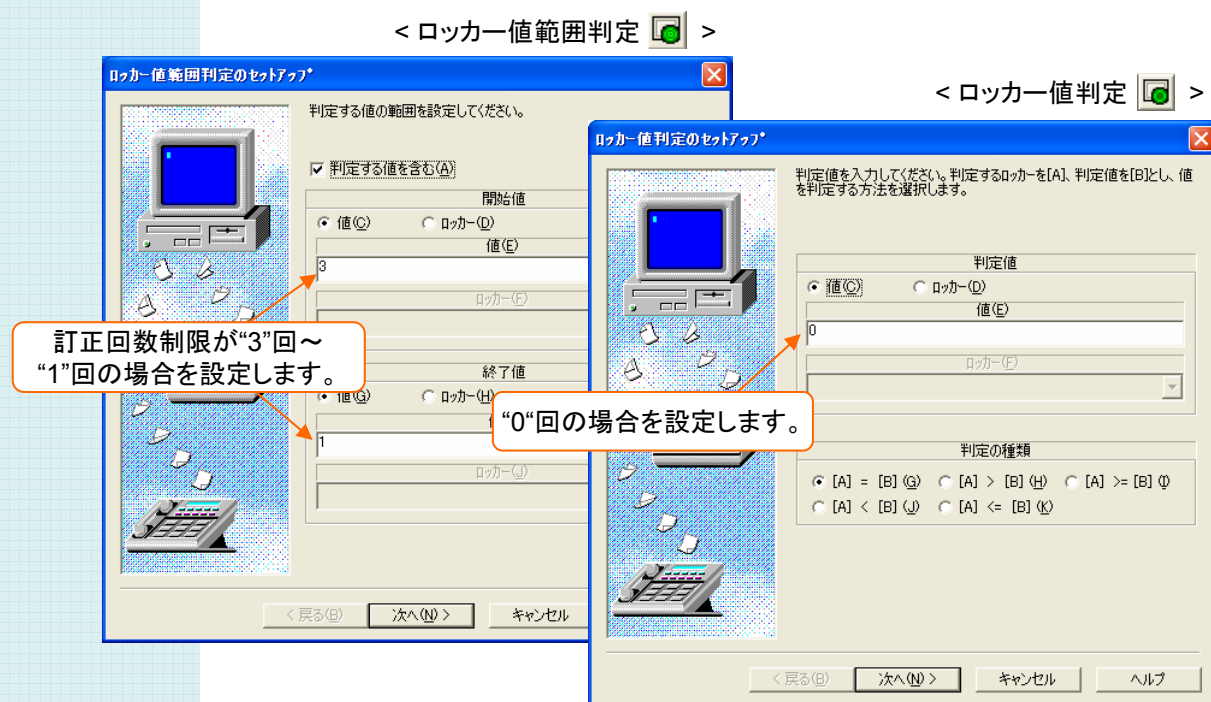 < ロッカー値範囲判定 >
ロッカー値範囲判定のセットアップ
判定する値の範囲を設定してください。
判定する値を含む(A)
開始値
値(C) ロッカー(D)
値(E)
3
ロッカー(F)
訂正回数制限が“3”回～
“1”回の場合を設定します。
終了値
値(G) ロッカー(H)
1
ロッカー(J)
< 戻る(B) 次へ(N) > キャンセル
< ロッカー値判定 >
ロッカー値判定のセットアップ
判定値を入力してください。判定するロッカーを[A]、判定値を[B]とし、値
を判定する方法を選択します。
判定値
値(C) ロッカー(D)
値(E)
0
ロッカー(F)
“0“回の場合を設定します。
判定の種類
[A] = [B] (G) [A] > [B] (H) [A] >= [B] (I)
[A] < [B] (J) [A] <= [B] (K)
< 戻る(B) 次へ(N) > キャンセル ヘルプ